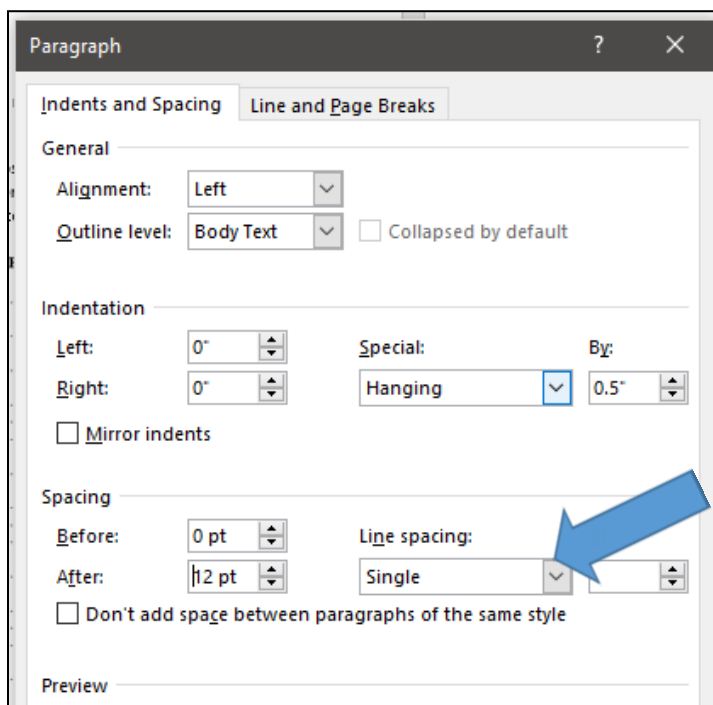 Paragraph ? ×
Indents and Spacing Line and Page Breaks
General
Alignment: Left
Outline level: Body Text Collapsed by default
Indentation
Left: 0" Special: By:
Right: 0" Hanging 0.5"
Mirror indents
Spacing
Before: 0 pt Line spacing:
After: 12 pt Single
Don't add space between paragraphs of the same style
Preview